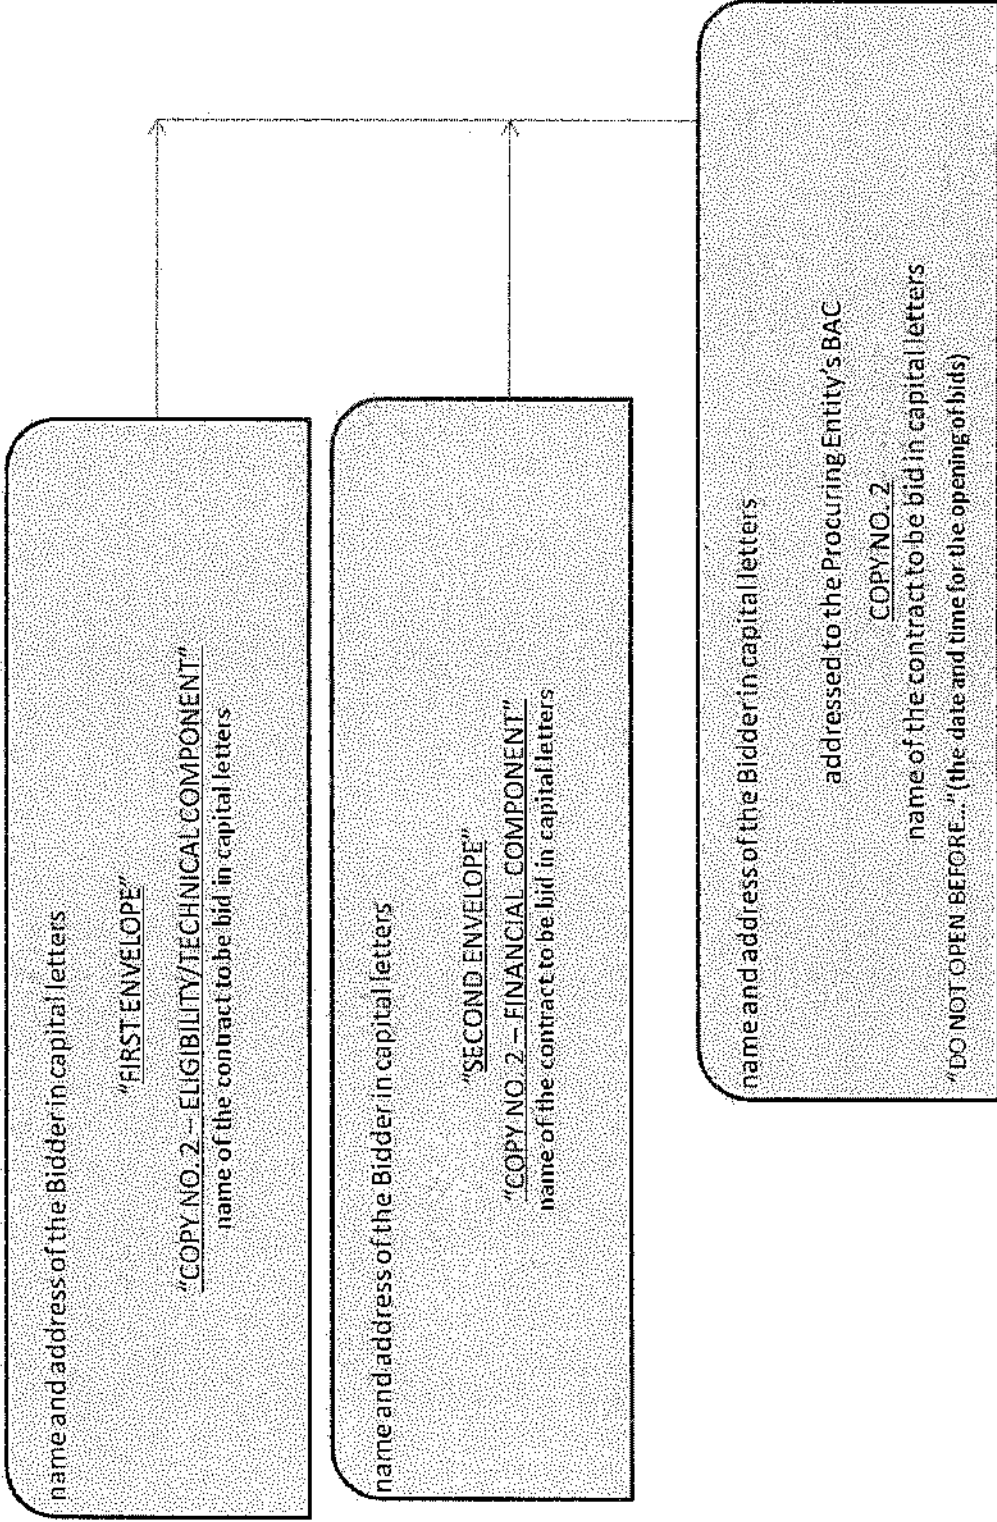 name and address of the Bidder in capital letters
"FIRST ENVELOPE"
"COPY NO. 2 – ELIGIBILITY/TECHNICAL COMPONENT"
name of the contract to be bid in capital letters
name and address of the Bidder in capital letters
"SECOND ENVELOPE"
"COPY NO. 2 – FINANCIAL COMPONENT"
name of the contract to be bid in capital letters
name and address of the Bidder in capital letters
addressed to the Procuring Entity's BAC
COPY NO. 2
name of the contract to be bid in capital letters
"DO NOT OPEN BEFORE..."(the date and time for the opening of bids)